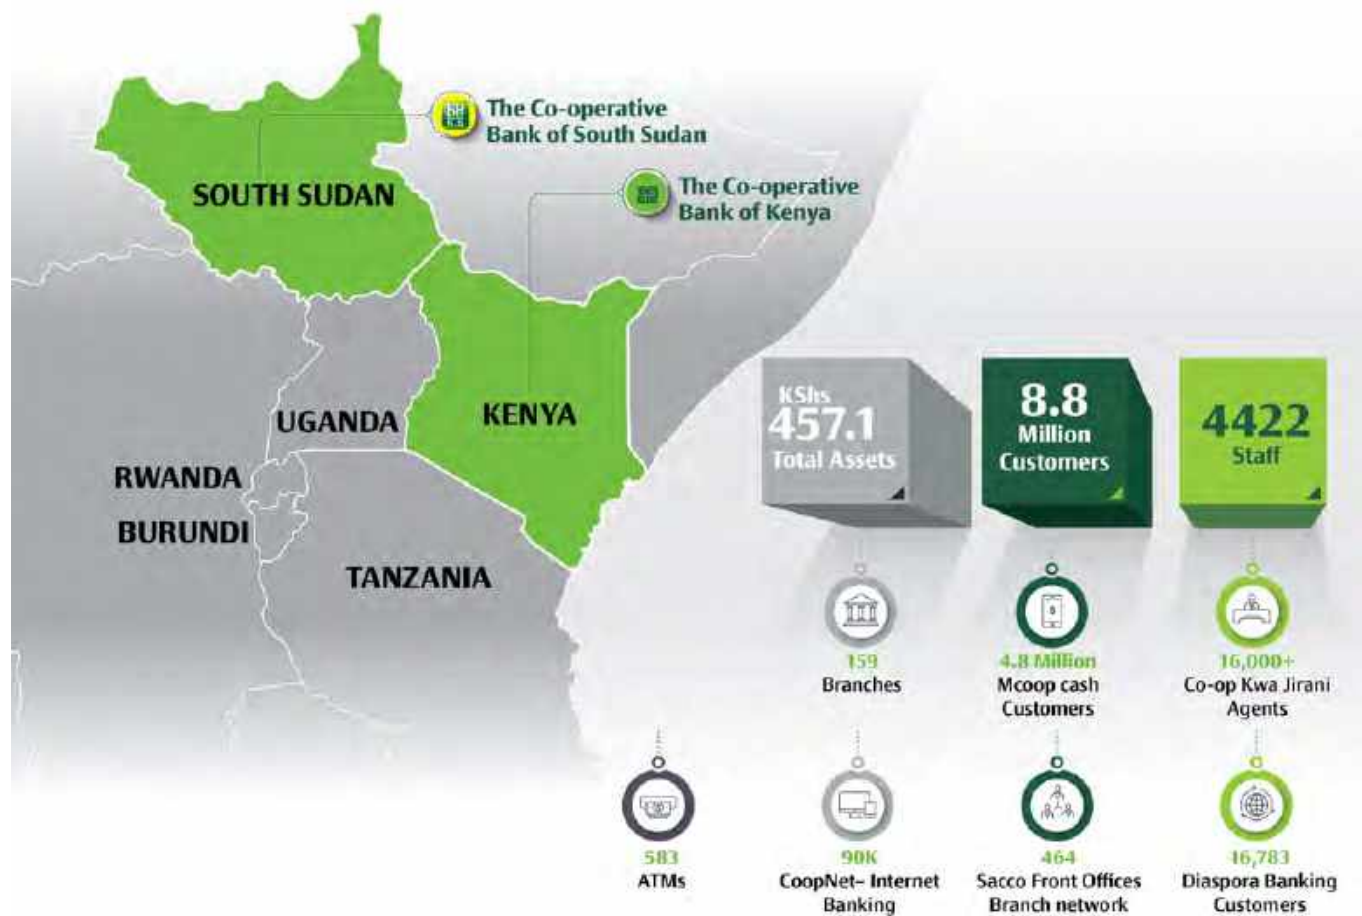 The Co-operative
Bank of South Sudan
SOUTH SUDAN
The Co-operative
Bank of Kenya
UGANDA
KENYA
RWANDA
BURUNDI
TANZANIA
KShs
457.1
Total Assets
8.8
Million
Customers
4422
Staff
159
Branches
4.8 Million
Mcoop cash
Customers
16,000+
Co-op Kwa Jirani
Agents
583
ATMs
90K
CoopNet– Internet
Banking
464
Sacco Front Offices
Branch network
16,783
Diaspora Banking
Customers